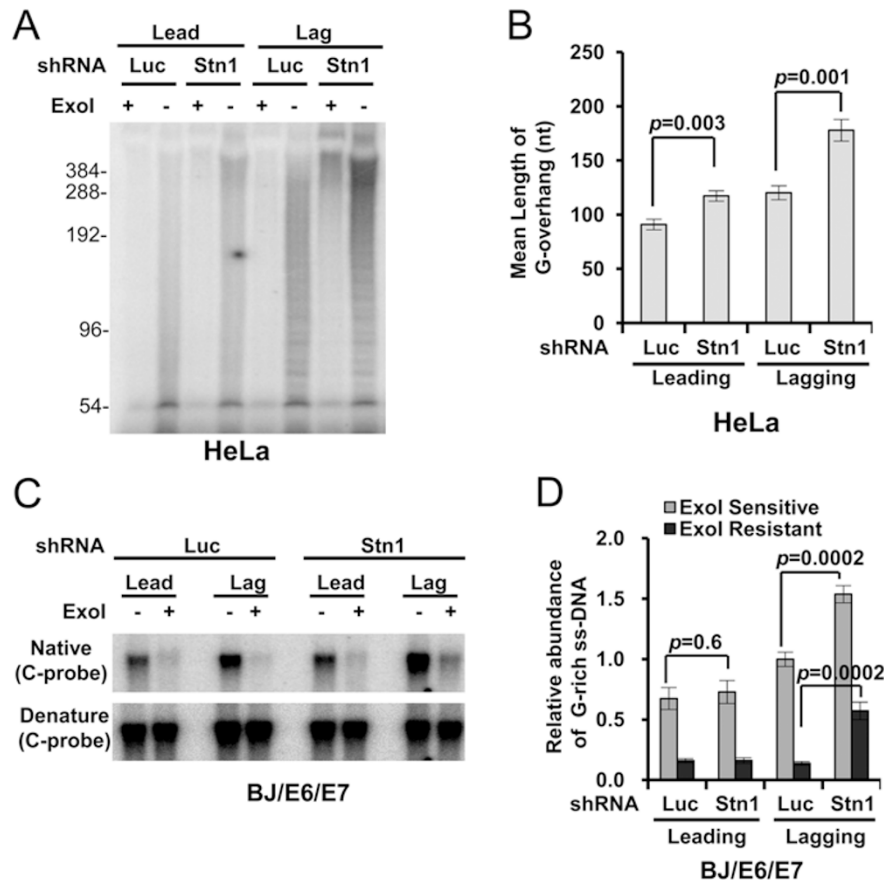 A
Lead Lag
shRNA Luc Stn1 Luc Stn1
ExoI + - + - + - + -
384-
288-
192-
96-
54-
HeLa
B
Mean Length of
G-overhang (nt)
250
200
150
100
50
0
p=0.003
p=0.001
shRNA Luc Stn1 Luc Stn1
Leading Lagging
HeLa
C
shRNA Luc Stn1
Lead Lag Lead Lag
ExoI - + - + - + - +
Native
(C-probe)
Denature
(C-probe)
BJ/E6/E7
D
ExoI Sensitive
ExoI Resistant
Relative abundance
of G-rich ss-DNA
2.0
1.5
1.0
0.5
0.0
p=0.0002
p=0.6
p=0.0002
shRNA Luc Stn1 Luc Stn1
Leading Lagging
BJ/E6/E7